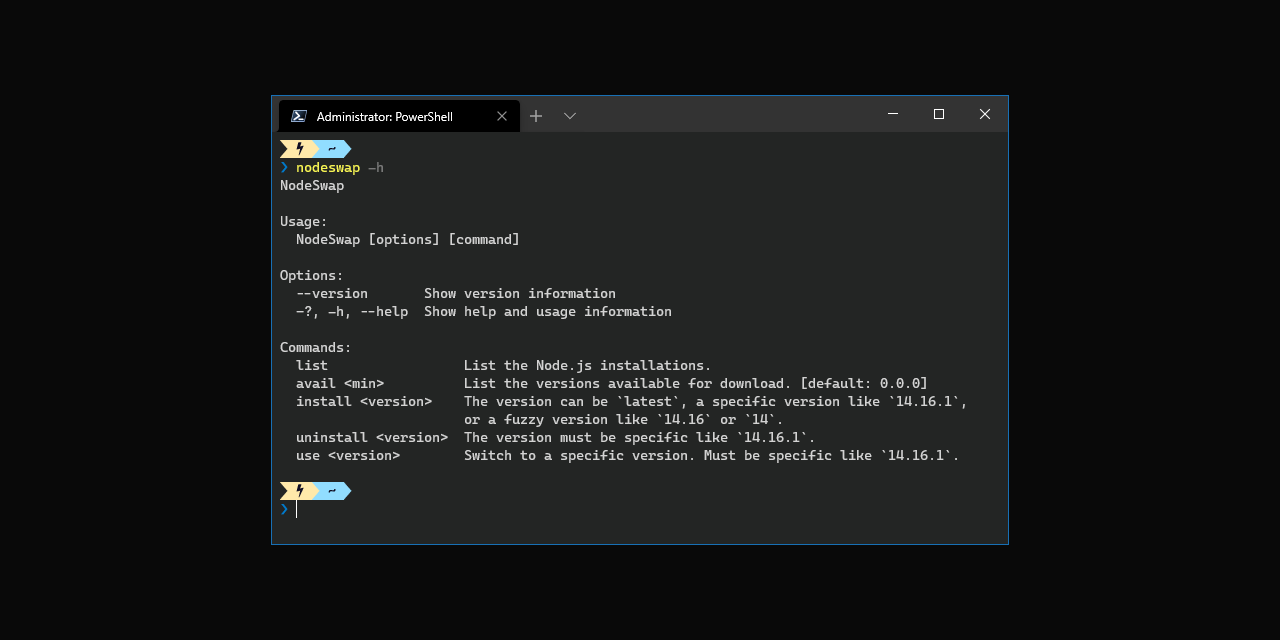 Administrator: PowerShell
~
❯ nodeswap -h
NodeSwap
Usage:
  NodeSwap [options] [command]
Options:
  --version       Show version information
  -?, -h, --help  Show help and usage information
Commands:
  list                 List the Node.js installations.
  avail <min>          List the versions available for download. [default: 0.0.0]
  install <version>    The version can be `latest`, a specific version like `14.16.1`,
                       or a fuzzy version like `14.16` or `14`.
  uninstall <version>  The version must be specific like `14.16.1`.
  use <version>        Switch to a specific version. Must be specific like `14.16.1`.
~
❯